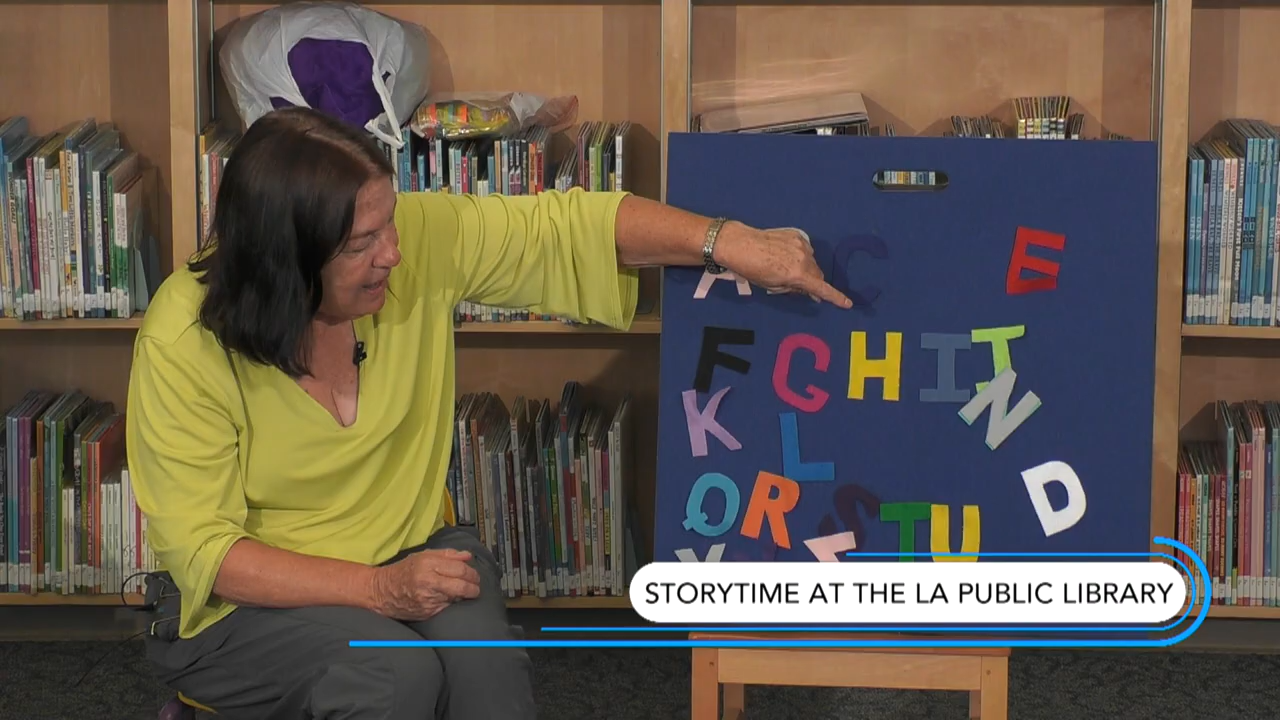 A C E
F G H I T
K N
L
Q R S T U D
STORYTIME AT THE LA PUBLIC LIBRARY